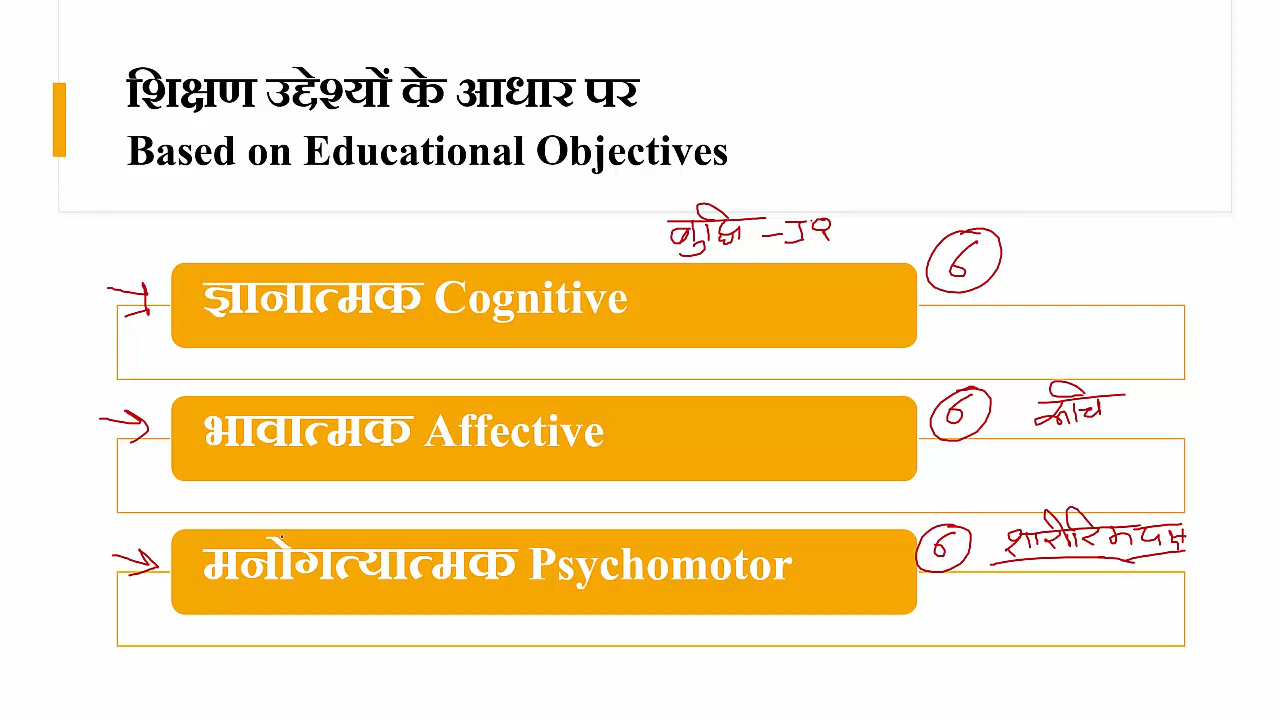 शिक्षण उद्देश्यों के आधार पर
Based on Educational Objectives
बुद्धि - IQ
ज्ञानात्मक Cognitive
6
भावात्मक Affective
6
मनोगत्यात्मक Psychomotor
6 शारीरिक पक्ष